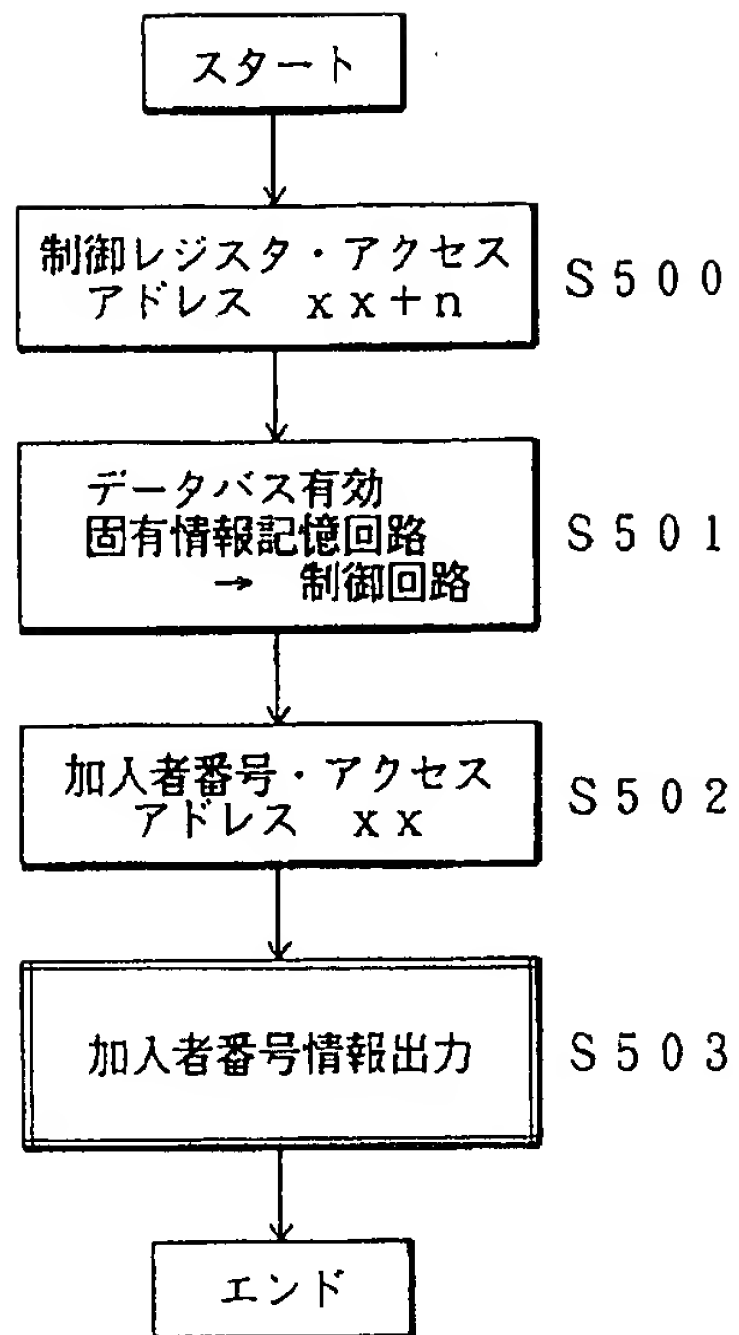 スタート
制御レジスタ・アクセス
アドレス　ｘｘ＋ｎ
Ｓ５００
データバス有効
固有情報記憶回路
→　制御回路
Ｓ５０１
加入者番号・アクセス
アドレス　ｘｘ
Ｓ５０２
加入者番号情報出力
Ｓ５０３
エンド